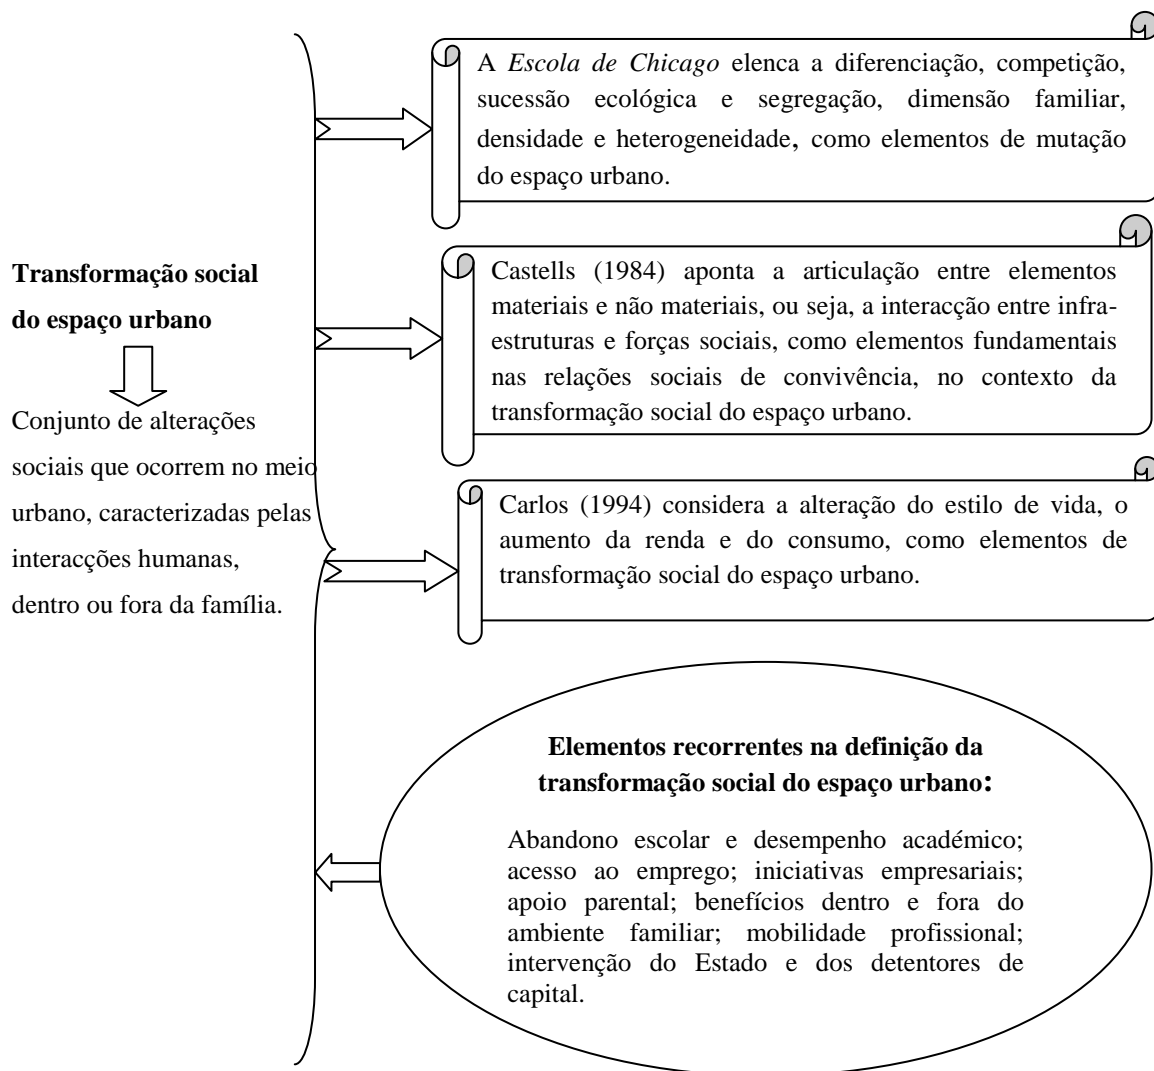 Transformação social
do espaço urbano
Conjunto de alterações
sociais que ocorrem no meio
urbano, caracterizadas pelas
interacções humanas,
dentro ou fora da família.
A Escola de Chicago elenca a diferenciação, competição,
sucessão ecológica e segregação, dimensão familiar,
densidade e heterogeneidade, como elementos de mutação
do espaço urbano.
Castells (1984) aponta a articulação entre elementos
materiais e não materiais, ou seja, a interacção entre infra-
estruturas e forças sociais, como elementos fundamentais
nas relações sociais de convivência, no contexto da
transformação social do espaço urbano.
Carlos (1994) considera a alteração do estilo de vida, o
aumento da renda e do consumo, como elementos de
transformação social do espaço urbano.
Elementos recorrentes na definição da
transformação social do espaço urbano:
Abandono escolar e desempenho académico;
acesso ao emprego; iniciativas empresariais;
apoio parental; benefícios dentro e fora do
ambiente familiar; mobilidade profissional;
intervenção do Estado e dos detentores de
capital.